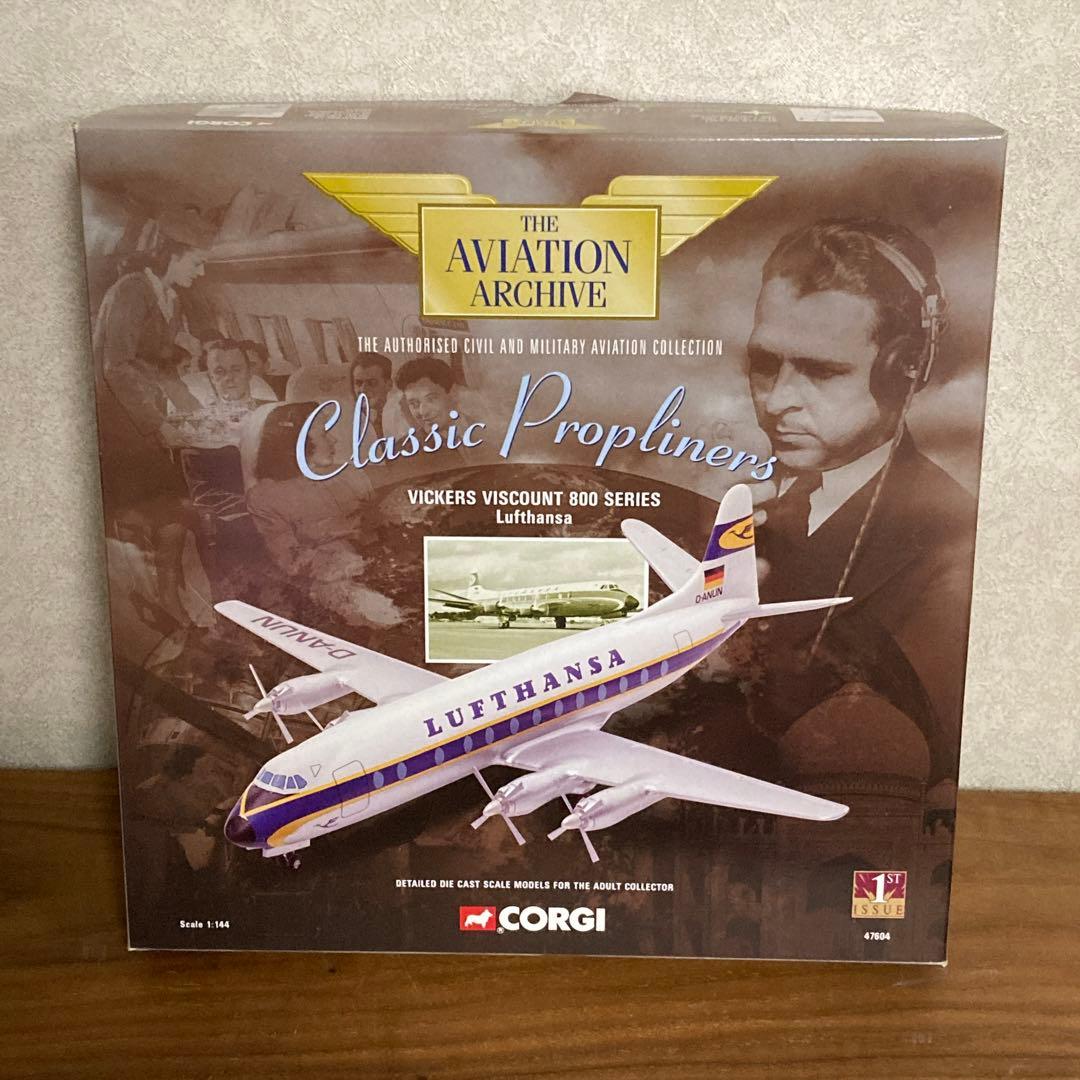 CORGI
THE
AVIATION
ARCHIVE
THE AUTHORISED CIVIL AND MILITARY AVIATION COLLECTION
Classic Propliners
VICKERS VISCOUNT 800 SERIES
Lufthansa
D-ANUN
D-ANUN
LUFTHANSA
DETAILED DIE CAST SCALE MODELS FOR THE ADULT COLLECTOR
1ST
ISSUE
Scale 1:144
®CORGI
47604